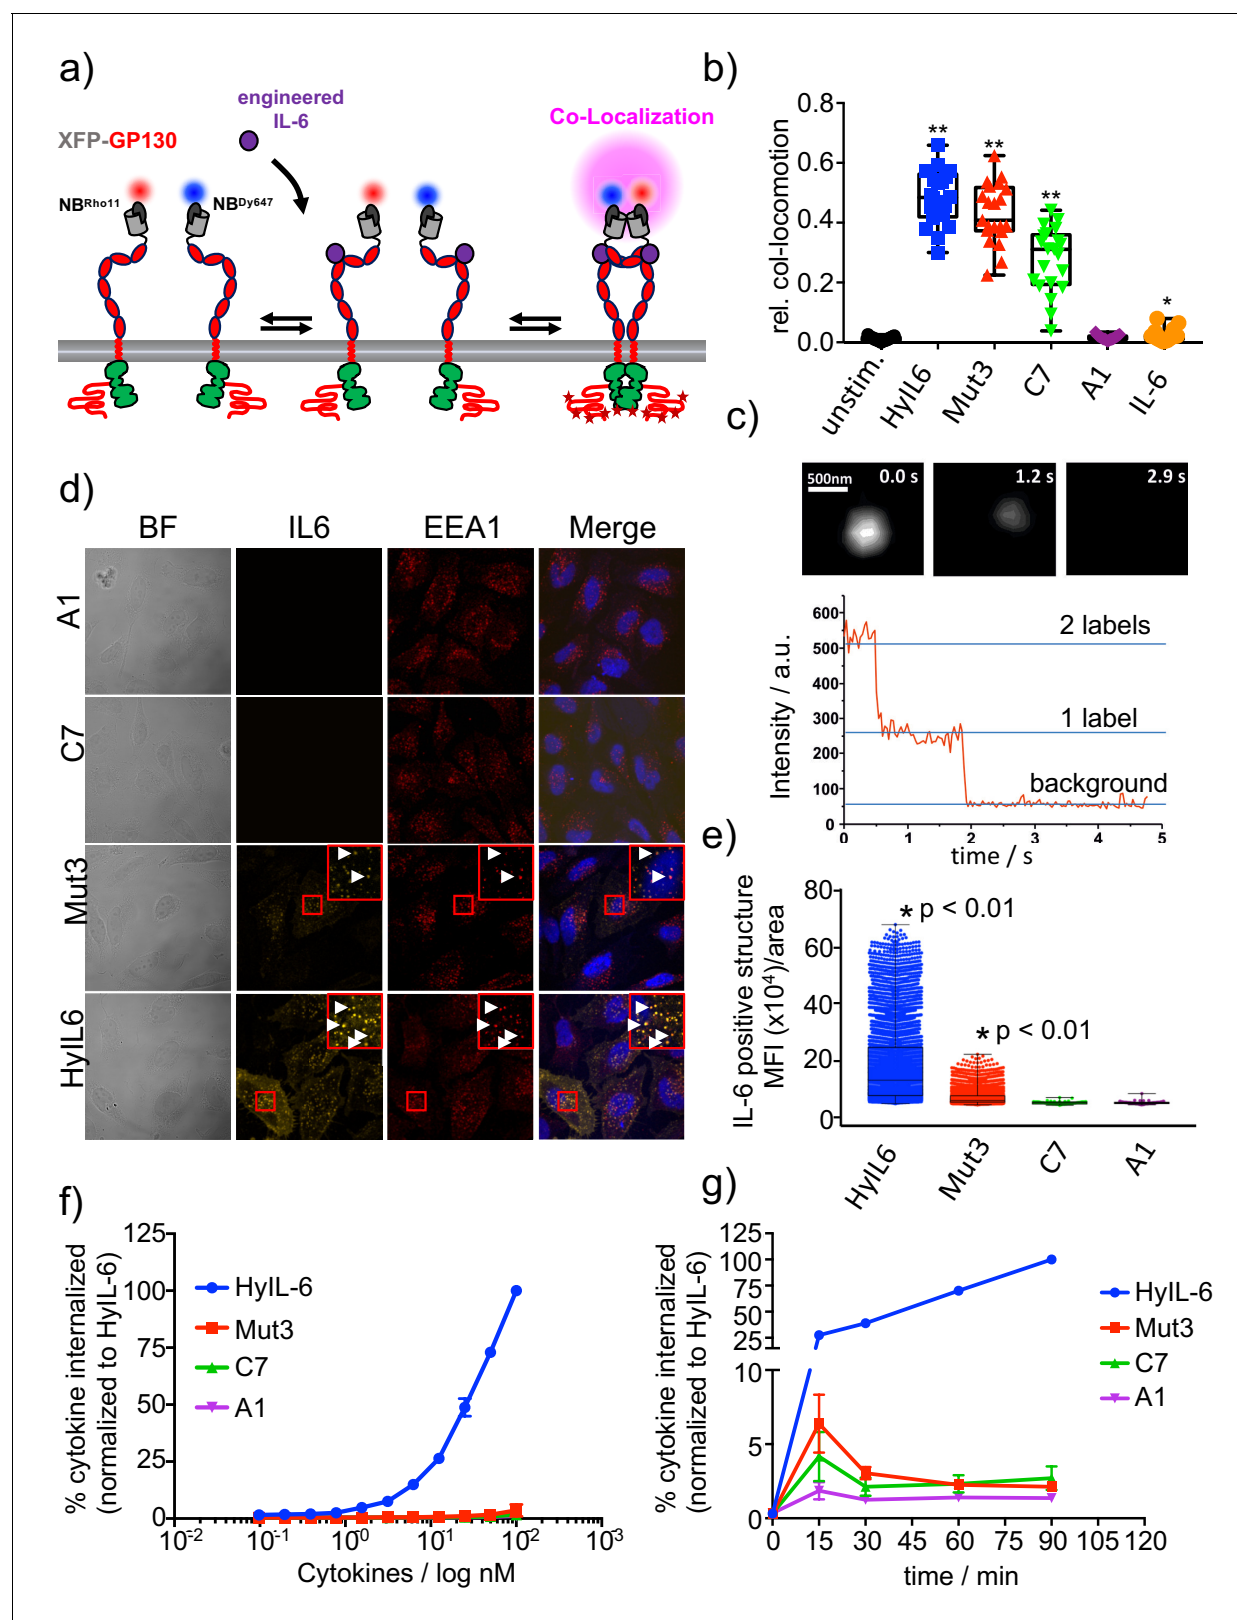 a)
engineered
IL-6
Co-Localization
XFP-GP130
NBRho11
NBDy647
b)
rel. col-locomotion
0.8
0.6
0.4
0.2
0.0
**
**
**
*
unstim.
HyIL6
Mut3
C7
A1
IL-6
c)
500nm
0.0 s
1.2 s
2.9 s
Intensity / a.u.
600
500
400
300
200
100
50
0
2 labels
1 label
background
0
1
2
3
4
5
time / s
d)
BF
IL6
EEA1
Merge
A1
C7
Mut3
HyIL6
e)
IL-6 positive structure
MFI (x10⁴)/area
80
60
40
20
0
* p < 0.01
* p < 0.01
HyIL6
Mut3
C7
A1
f)
% cytokine internalized
(normalized to HyIL-6)
125
100
75
50
25
0
HyIL-6
Mut3
C7
A1
10⁻²
10⁻¹
10⁰
10¹
10²
10³
Cytokines / log nM
g)
% cytokine internalized
(normalized to HyIL-6)
125
100
75
50
25
10
5
0
HyIL-6
Mut3
C7
A1
0
15
30
45
60
75
90
105
120
time / min